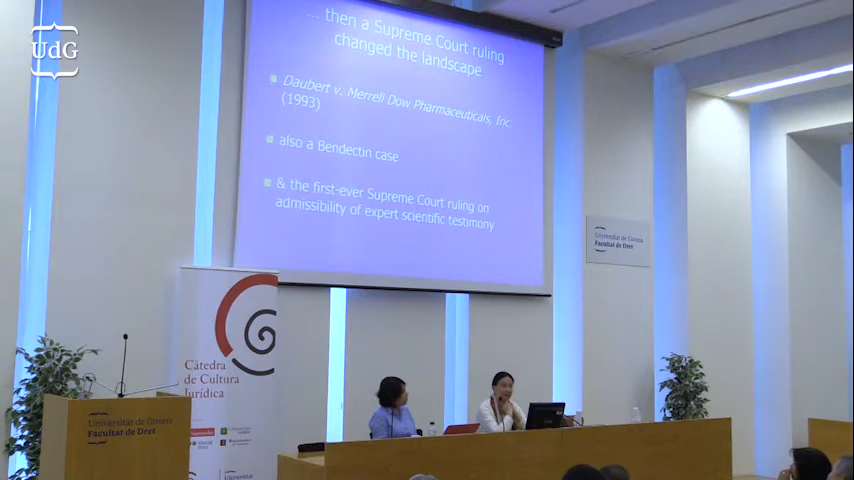 UdG
... then a Supreme Court ruling
changed the landscape
Daubert v. Merrell Dow Pharmaceuticals, Inc.
(1993)
also a Bendectin case
& the first-ever Supreme Court ruling on
admissibility of expert scientific testimony
Universitat de Girona
Facultat de Dret
Càtedra
de Cultura
Jurídica
Universitat de Girona
Facultat de Dret